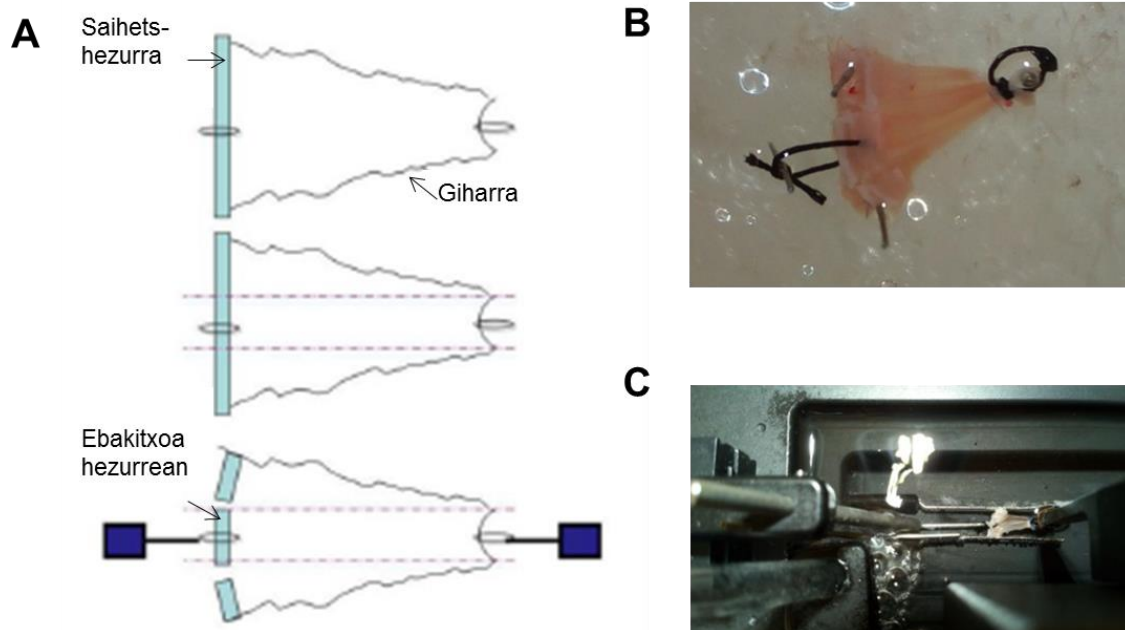 A
Saihets-
hezurra
Giharra
Ebakitxoa
hezurrean
B
C